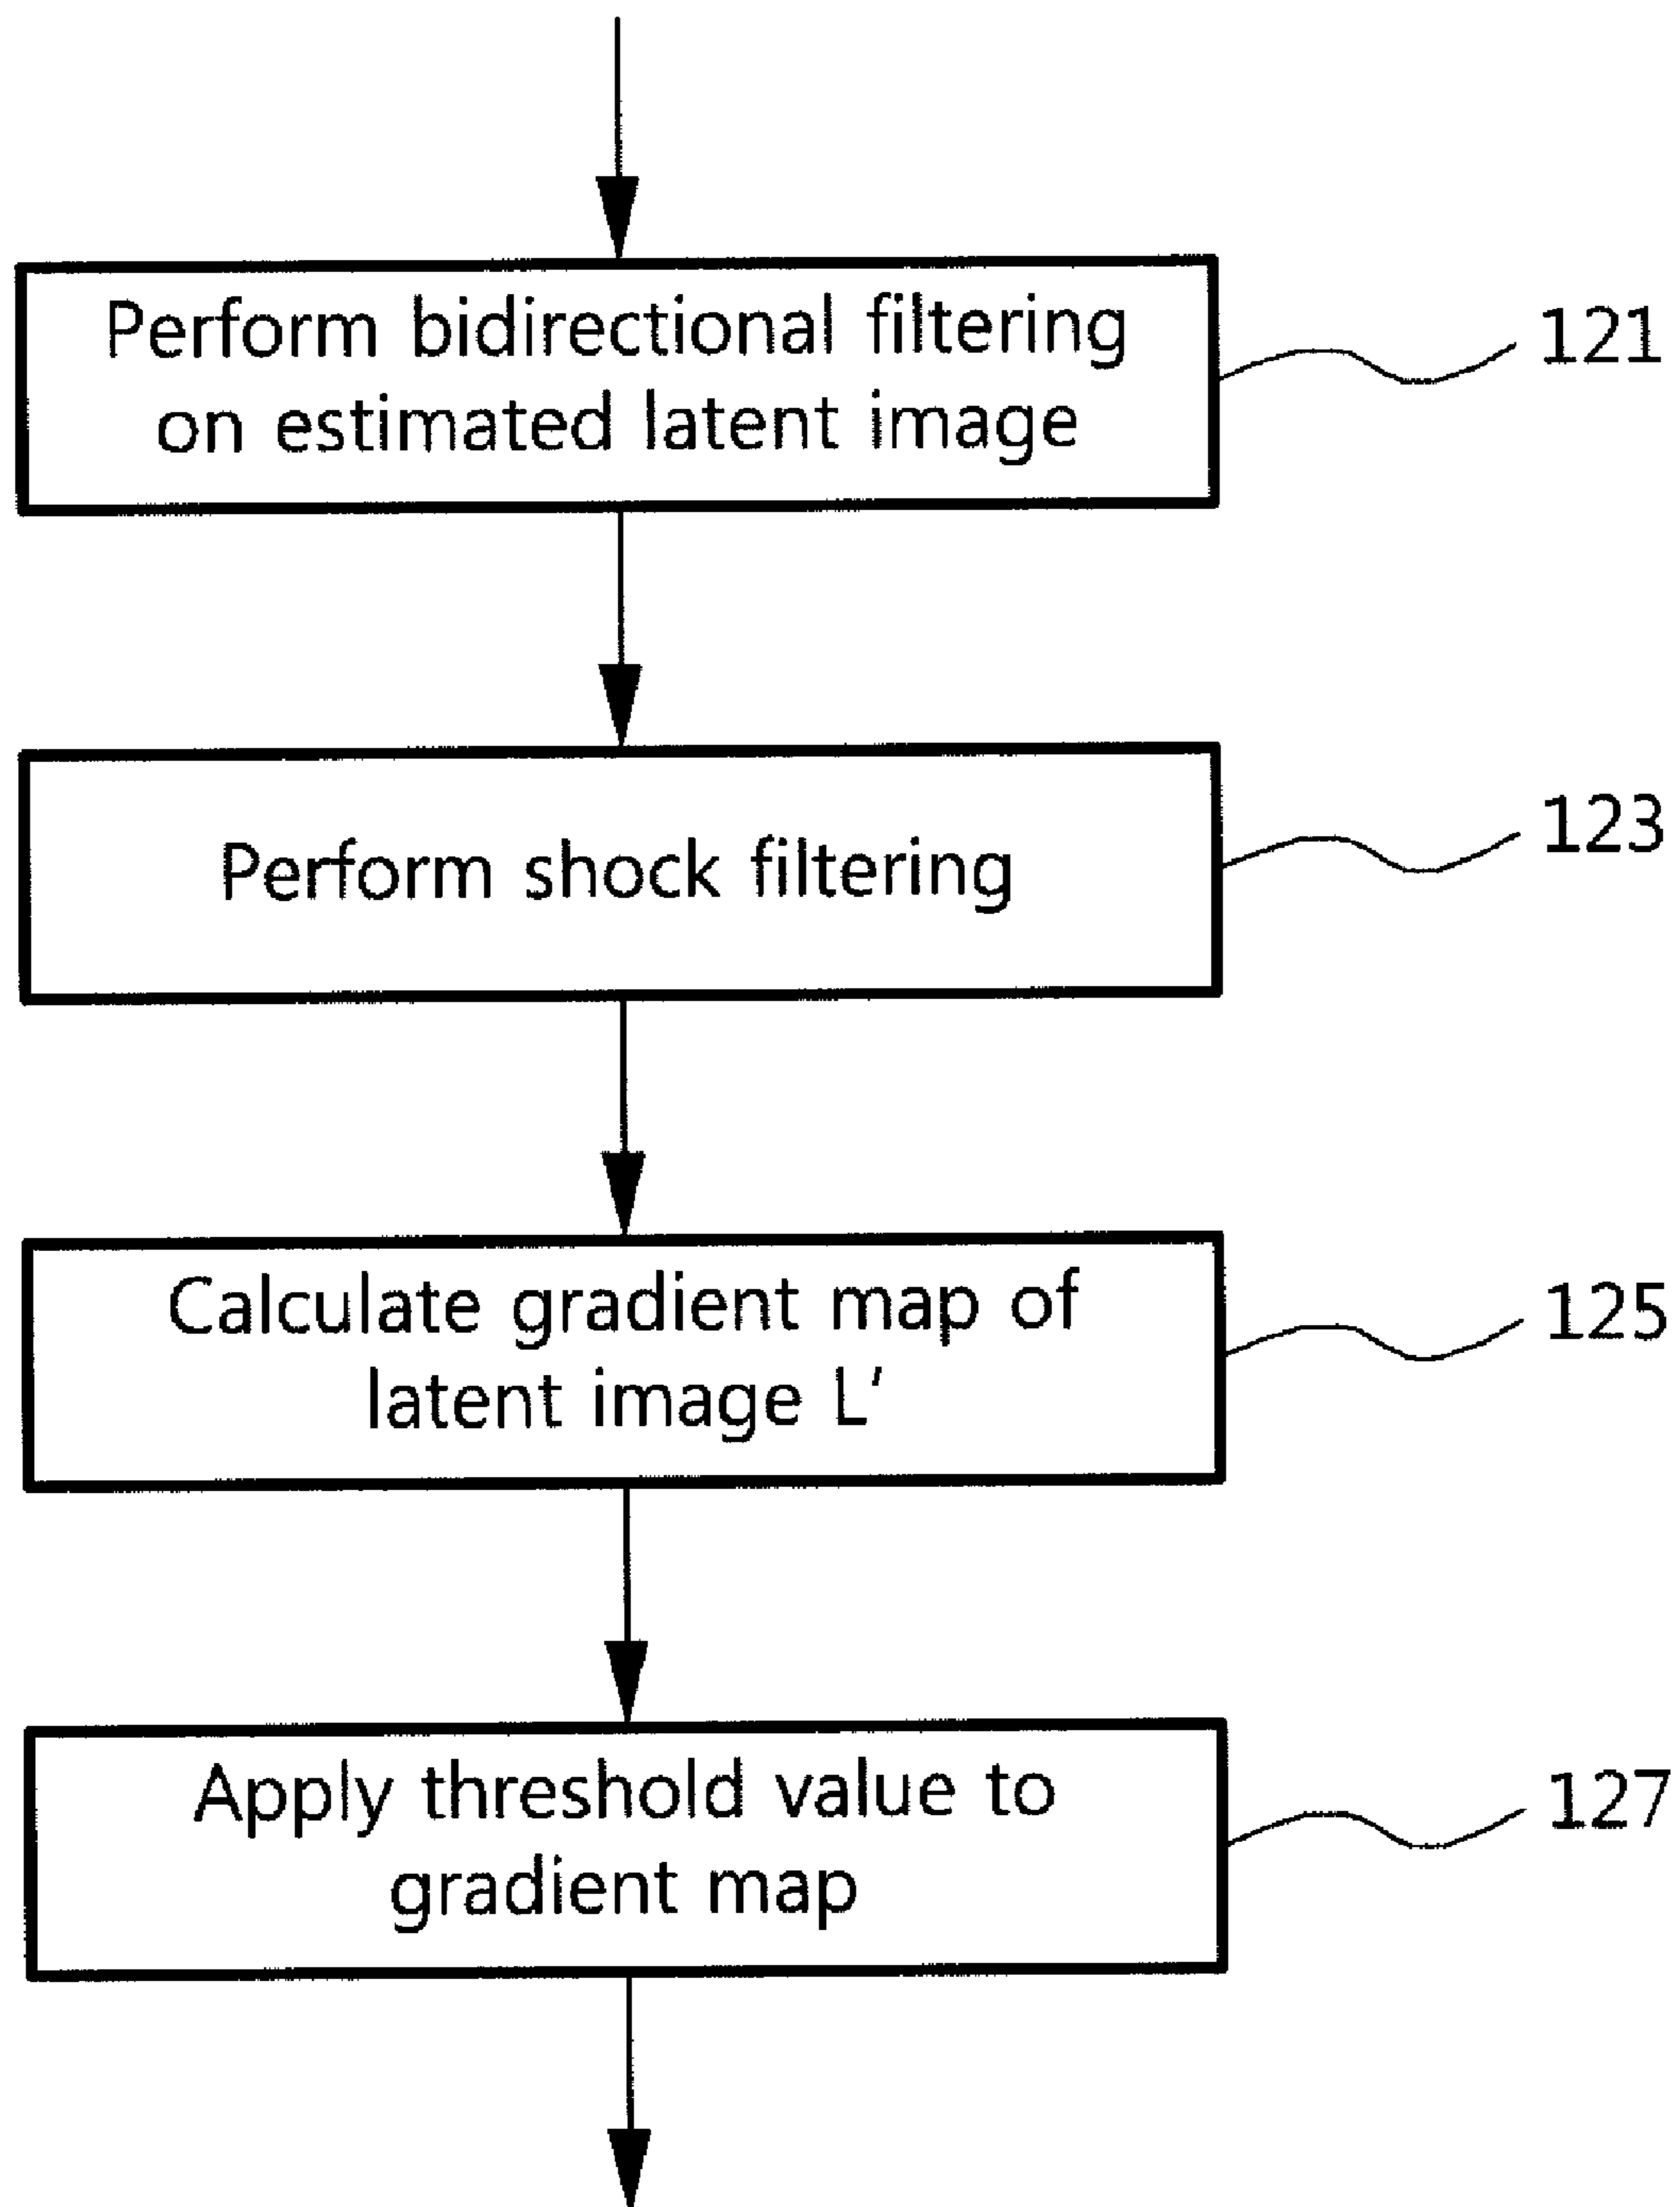 Perform bidirectional filtering
on estimated latent image
121
Perform shock filtering
123
Calculate gradient map of
latent image L'
125
Apply threshold value to
gradient map
127